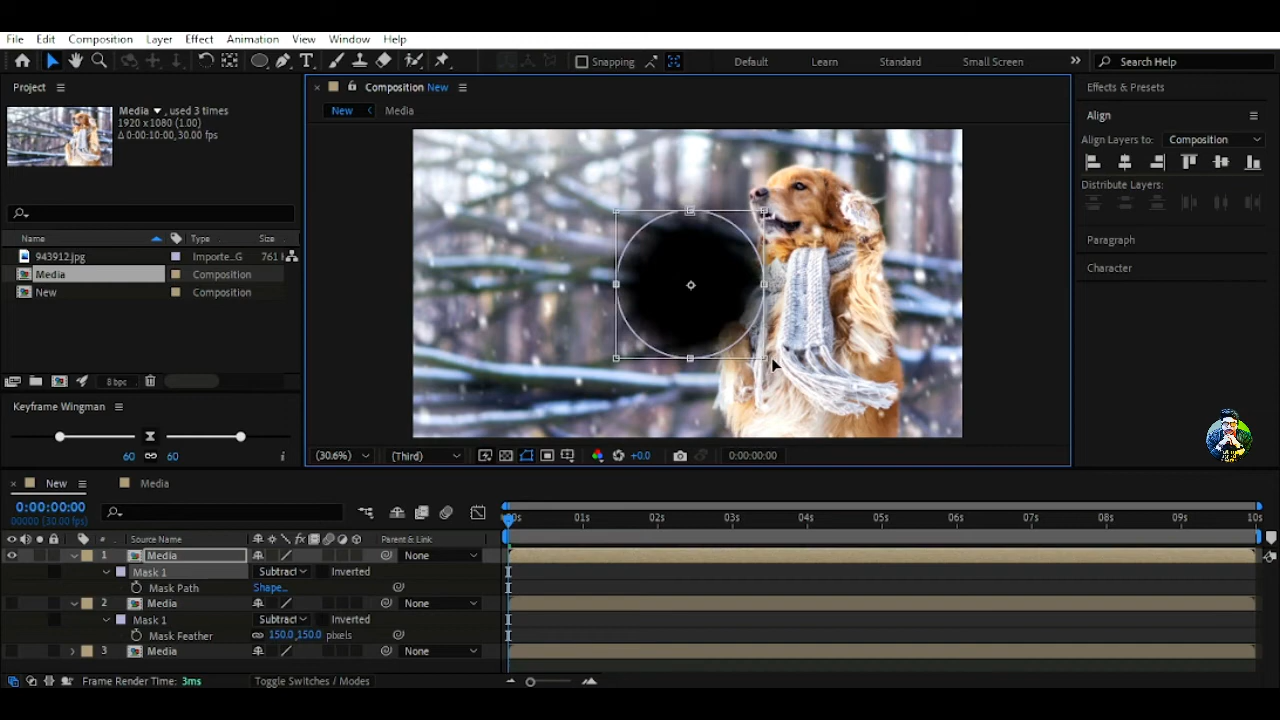 File Edit Composition Layer Effect Animation View Window Help
Snapping Default Learn Standard Small Screen » Search Help
Project
Media , used 3 times
1920 x 1080 (1.00)
Δ 0:00:10:00, 30.00 fps
Name Type Size
943912.jpg Importe...G 761 K
Media Composition
New Composition
8 bpc
Keyframe Wingman
60 60
Composition New
New Media
(30.6%) (Third) +0.0 0:00:00:00
Effects & Presets
Align
Align Layers to: Composition
Distribute Layers:
Paragraph
Character
New Media
0:00:00:00
00000 (30.00 fps)
00s 01s 02s 03s 04s 05s 06s 07s 08s 09s 10s
# Source Name Parent & Link
1 Media None
Mask 1 Subtract Inverted
Mask Path Shape...
2 Media None
Mask 1 Subtract Inverted
Mask Feather 150.0,150.0 pixels
3 Media None
Frame Render Time: 3ms Toggle Switches / Modes